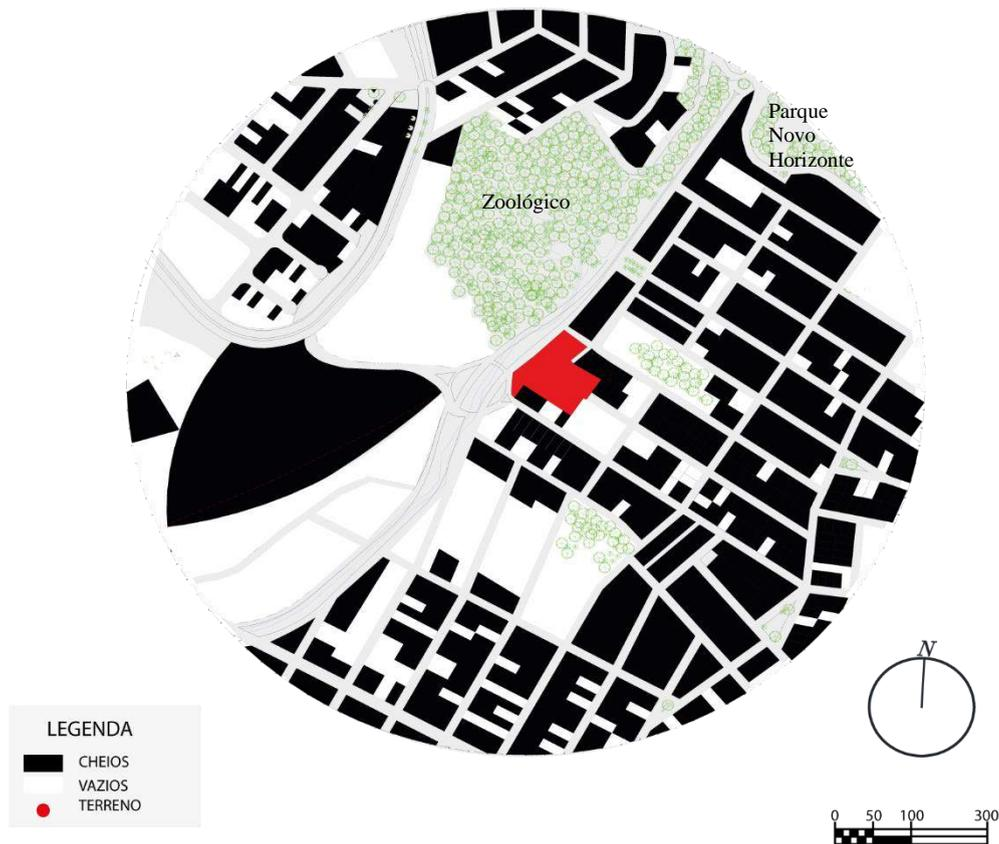 Parque
Novo
Horizonte
Zoológico
N
LEGENDA
CHEIOS
VAZIOS
TERRENO
0 50 100 300